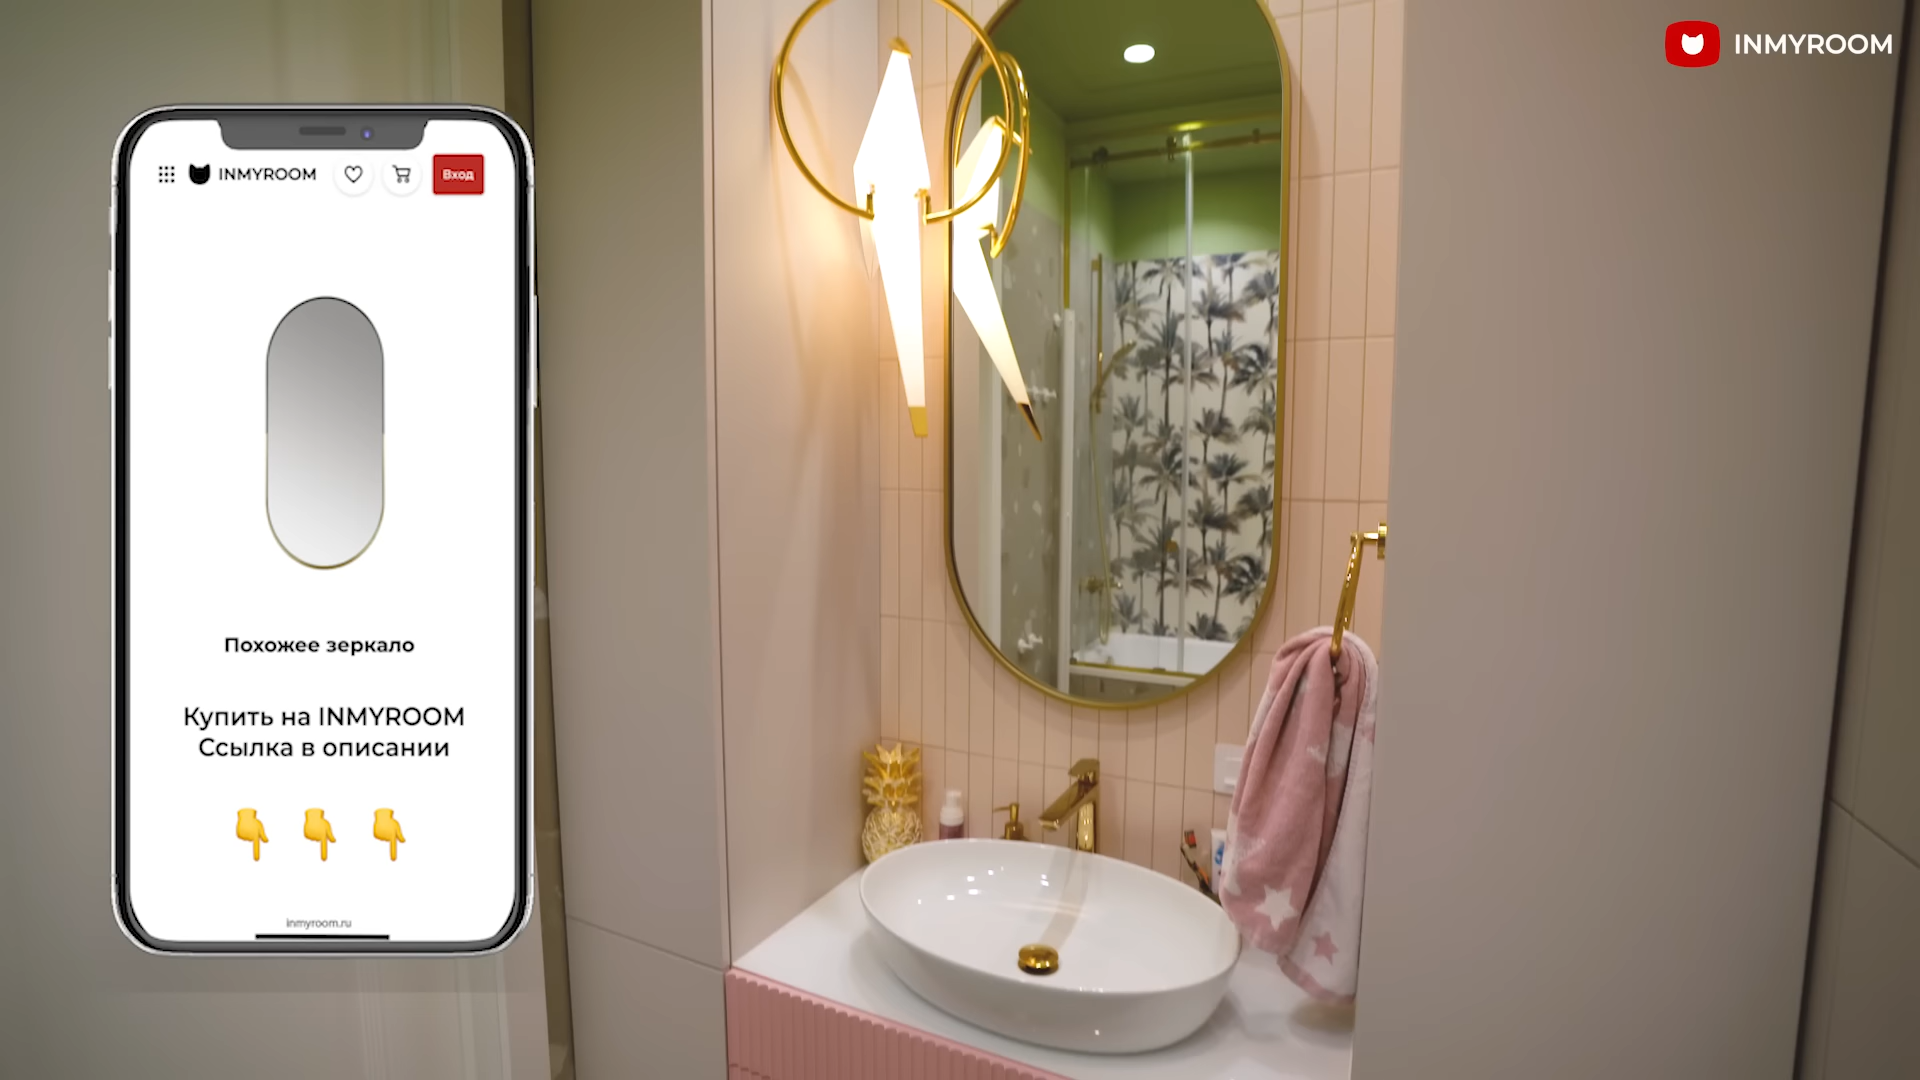 INMYROOM
INMYROOM
Вход
Похожее зеркало
Купить на INMYROOM
Ссылка в описании
inmyroom.ru